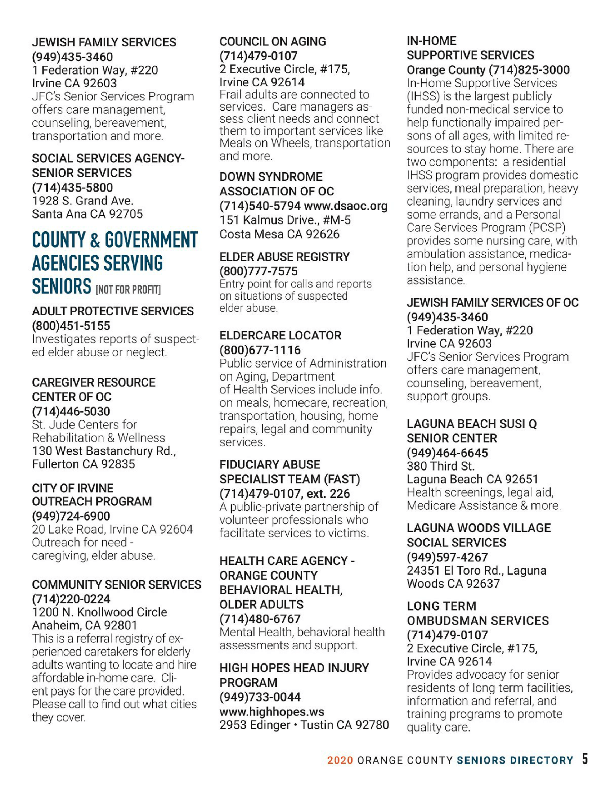 JEWISH FAMILY SERVICES
(949)435-3460
1 Federation Way, #220
Irvine CA 92603
JFC's Senior Services Program
offers care management,
counseling, bereavement,
transportation and more.
SOCIAL SERVICES AGENCY-
SENIOR SERVICES
(714)435-5800
1928 S. Grand Ave.
Santa Ana CA 92705
COUNTY & GOVERNMENT
AGENCIES SERVING
SENIORS [NOT FOR PROFIT]
ADULT PROTECTIVE SERVICES
(800)451-5155
Investigates reports of suspect-
ed elder abuse or neglect.
CAREGIVER RESOURCE
CENTER OF OC
(714)446-5030
St. Jude Centers for
Rehabilitation & Wellness
130 West Bastanchury Rd.,
Fullerton CA 92835
CITY OF IRVINE
OUTREACH PROGRAM
(949)724-6900
20 Lake Road, Irvine CA 92604
Outreach for need -
caregiving, elder abuse.
COMMUNITY SENIOR SERVICES
(714)220-0224
1200 N. Knollwood Circle
Anaheim, CA 92801
This is a referral registry of ex-
perienced caretakers for elderly
adults wanting to locate and hire
affordable in-home care. Cli-
ent pays for the care provided.
Please call to find out what cities
they cover.
COUNCIL ON AGING
(714)479-0107
2 Executive Circle, #175,
Irvine CA 92614
Frail adults are connected to
services. Care managers as-
sess client needs and connect
them to important services like
Meals on Wheels, transportation
and more.
DOWN SYNDROME
ASSOCIATION OF OC
(714)540-5794 www.dsaoc.org
151 Kalmus Drive., #M-5
Costa Mesa CA 92626
ELDER ABUSE REGISTRY
(800)777-7575
Entry point for calls and reports
on situations of suspected
elder abuse.
ELDERCARE LOCATOR
(800)677-1116
Public service of Administration
on Aging, Department
of Health Services include info.
on meals, homecare, recreation,
transportation, housing, home
repairs, legal and community
services.
FIDUCIARY ABUSE
SPECIALIST TEAM (FAST)
(714)479-0107, ext. 226
A public-private partnership of
volunteer professionals who
facilitate services to victims.
HEALTH CARE AGENCY -
ORANGE COUNTY
BEHAVIORAL HEALTH,
OLDER ADULTS
(714)480-6767
Mental Health, behavioral health
assessments and support.
HIGH HOPES HEAD INJURY
PROGRAM
(949)733-0044
www.highhopes.ws
2953 Edinger • Tustin CA 92780
IN-HOME
SUPPORTIVE SERVICES
Orange County (714)825-3000
In-Home Supportive Services
(IHSS) is the largest publicly
funded non-medical service to
help functionally impaired per-
sons of all ages, with limited re-
sources to stay home. There are
two components: a residential
IHSS program provides domestic
services, meal preparation, heavy
cleaning, laundry services and
some errands, and a Personal
Care Services Program (PCSP)
provides some nursing care, with
ambulation assistance, medica-
tion help, and personal hygiene
assistance.
JEWISH FAMILY SERVICES OF OC
(949)435-3460
1 Federation Way, #220
Irvine CA 92603
JFC's Senior Services Program
offers care management,
counseling, bereavement,
support groups.
LAGUNA BEACH SUSI Q
SENIOR CENTER
(949)464-6645
380 Third St.
Laguna Beach CA 92651
Health screenings, legal aid,
Medicare Assistance & more.
LAGUNA WOODS VILLAGE
SOCIAL SERVICES
(949)597-4267
24351 El Toro Rd., Laguna
Woods CA 92637
LONG TERM
OMBUDSMAN SERVICES
(714)479-0107
2 Executive Circle, #175,
Irvine CA 92614
Provides advocacy for senior
residents of long term facilities,
information and referral, and
training programs to promote
quality care.
2020 ORANGE COUNTY SENIORS DIRECTORY 5